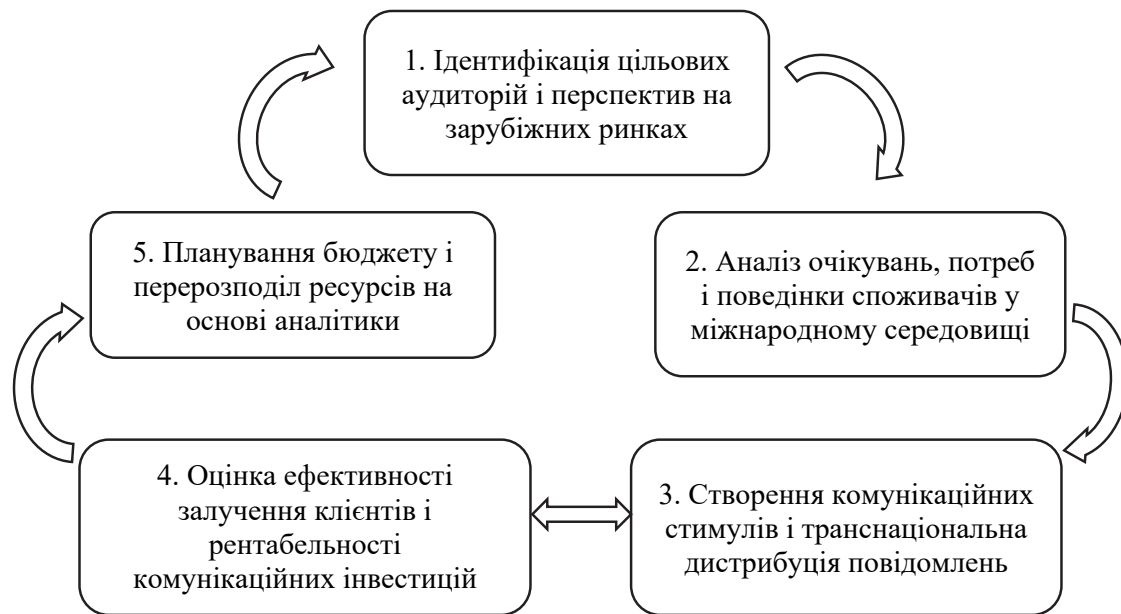 1. Ідентифікація цільових
аудиторій і перспектив на
зарубіжних ринках
2. Аналіз очікувань, потреб
і поведінки споживачів у
міжнародному середовищі
3. Створення комунікаційних
стимулів і транснаціональна
дистрибуція повідомлень
4. Оцінка ефективності
залучення клієнтів і
рентабельності
комунікаційних інвестицій
5. Планування бюджету і
перерозподіл ресурсів на
основі аналітики